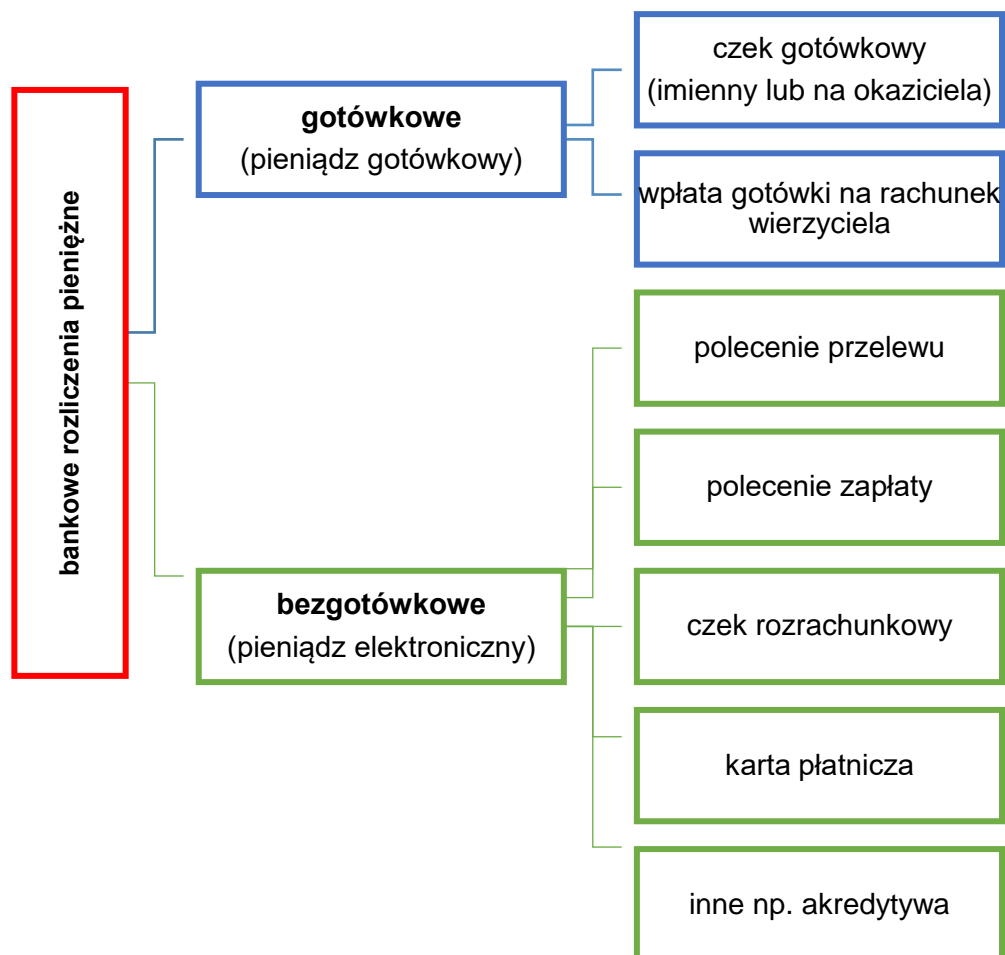 bankowe rozliczenia pieniężne
gotówkowe
(pieniądz gotówkowy)
czek gotówkowy
(imienny lub na okaziciela)
wpłata gotówki na rachunek
wierzyciela
bezgotówkowe
(pieniądz elektroniczny)
polecenie przelewu
polecenie zapłaty
czek rozrachunkowy
karta płatnicza
inne np. akredytywa